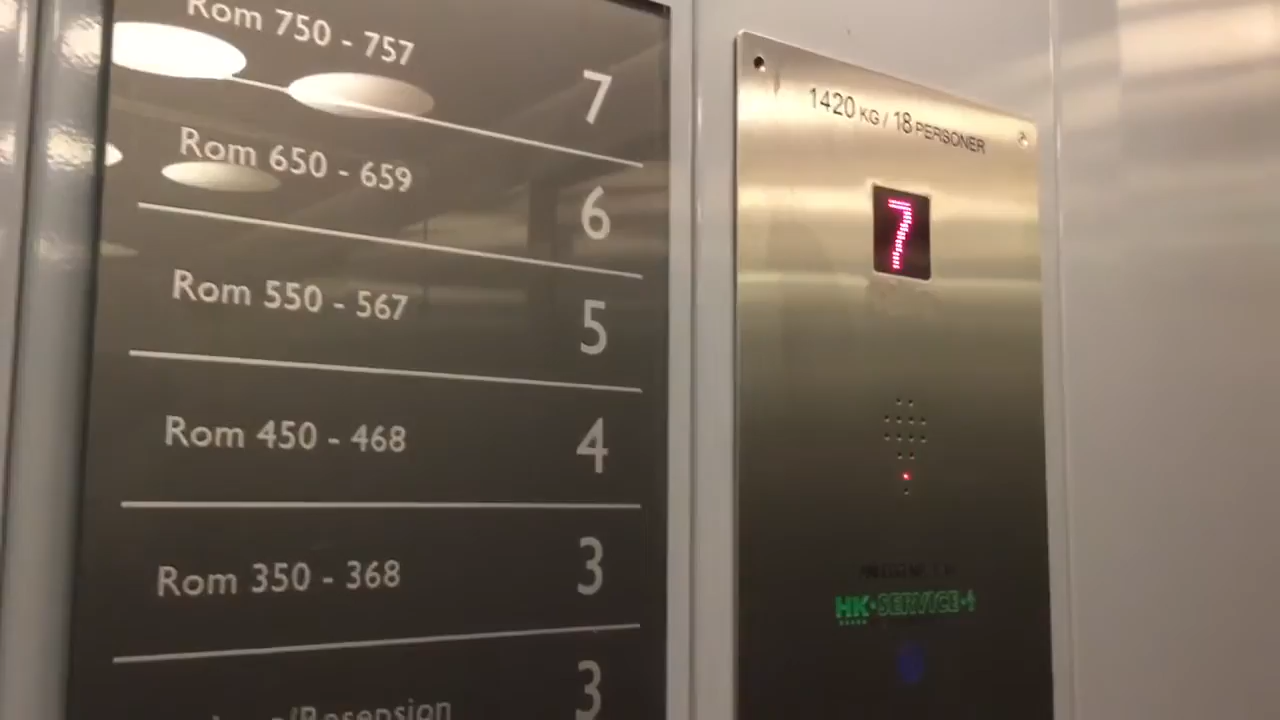 Rom 750 - 757
7
Rom 650 - 659
6
Rom 550 - 567
5
Rom 450 - 468
4
Rom 350 - 368
3
Resepsion
3
1420 KG / 18 PERSONER
7
HK·SERVICE